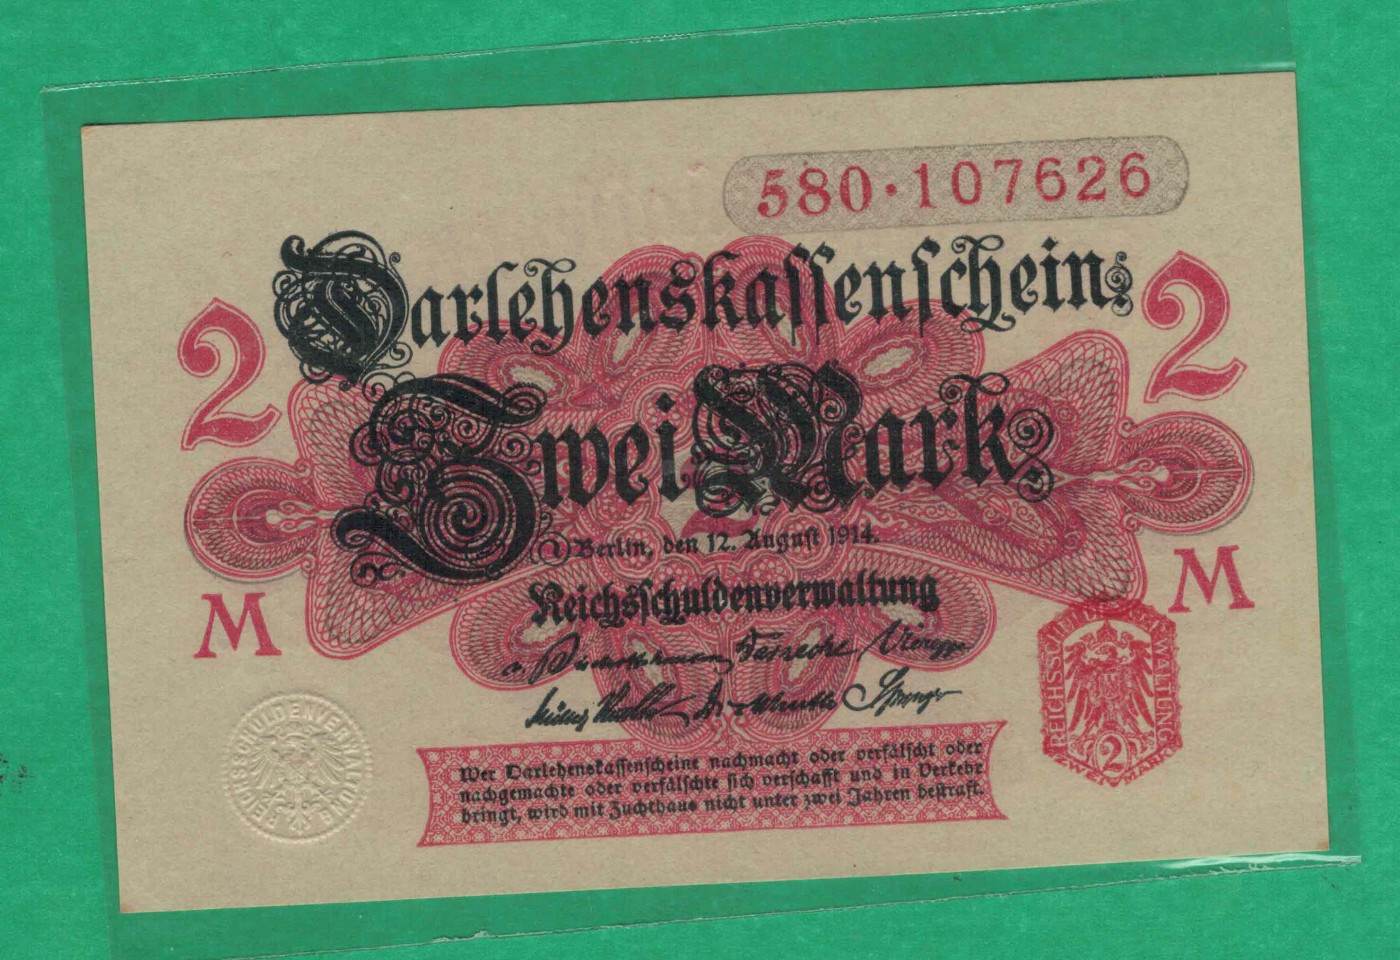 580·107626
Darlehenskassenschein
2 2
Zwei Mark
Berlin, den 12. August 1914.
Reichsschuldenverwaltung
M M
REICHSSCHULDENVERWALTUNG
2
ZWEI MARK
REICHSSCHULDENVERWALTUNG
Wer Darlehenskassenscheine nachmacht oder verfälscht oder
nachgemachte oder verfälschte sich verschafft und in Verkehr
bringt, wird mit Zuchthaus nicht unter zwei Jahren bestraft.